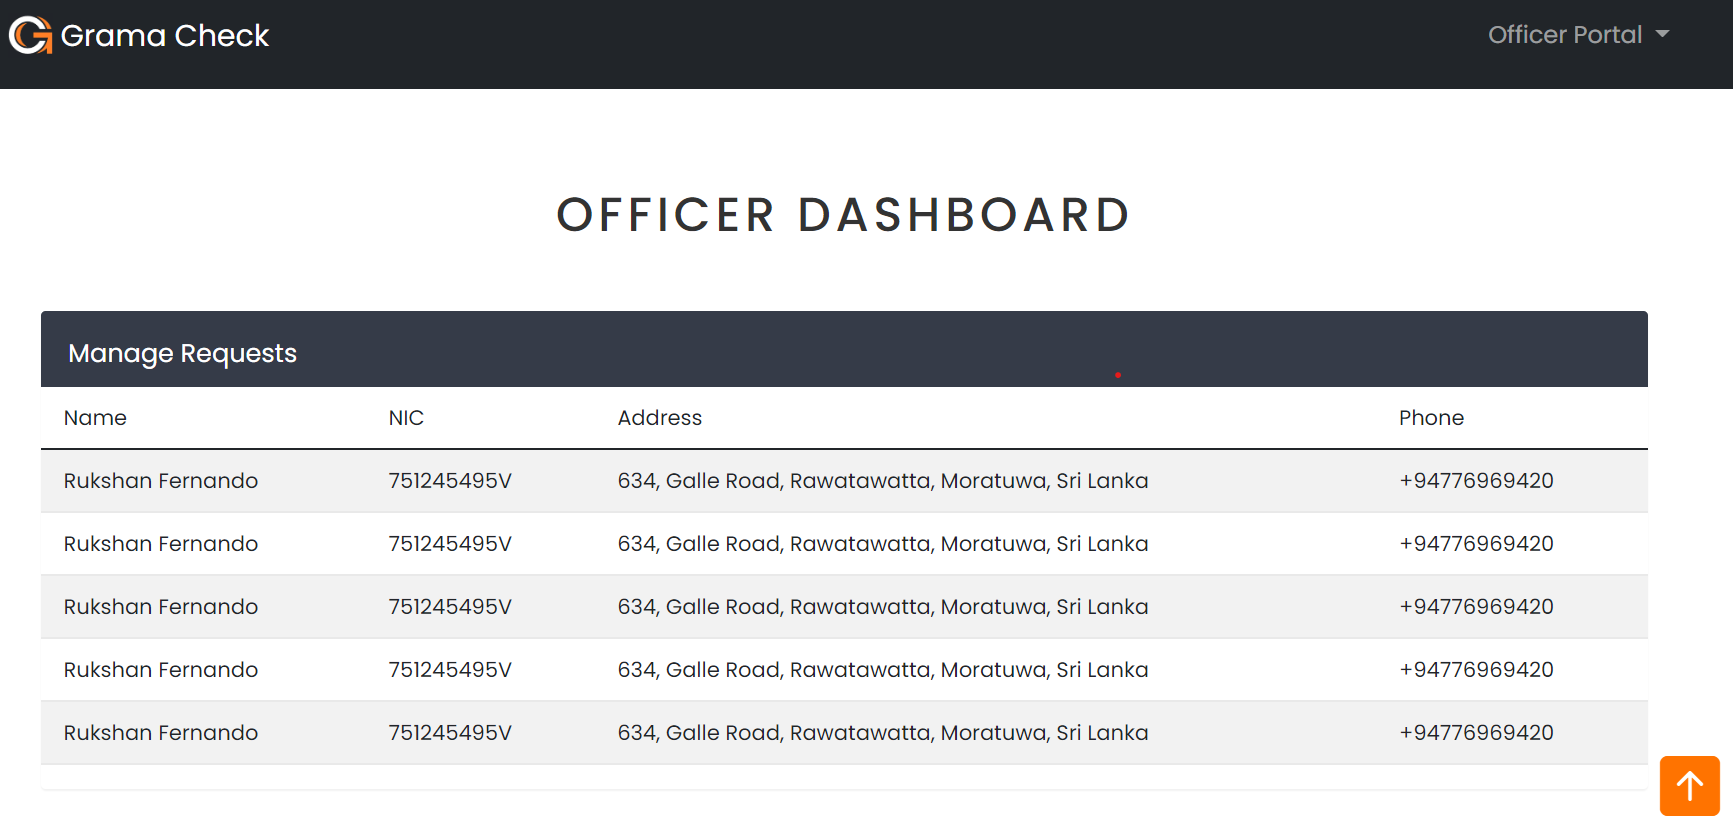 Grama Check
Officer Portal
OFFICER DASHBOARD
Manage Requests
Name NIC Address Phone
Rukshan Fernando 751245495V 634, Galle Road, Rawatawatta, Moratuwa, Sri Lanka +94776969420
Rukshan Fernando 751245495V 634, Galle Road, Rawatawatta, Moratuwa, Sri Lanka +94776969420
Rukshan Fernando 751245495V 634, Galle Road, Rawatawatta, Moratuwa, Sri Lanka +94776969420
Rukshan Fernando 751245495V 634, Galle Road, Rawatawatta, Moratuwa, Sri Lanka +94776969420
Rukshan Fernando 751245495V 634, Galle Road, Rawatawatta, Moratuwa, Sri Lanka +94776969420